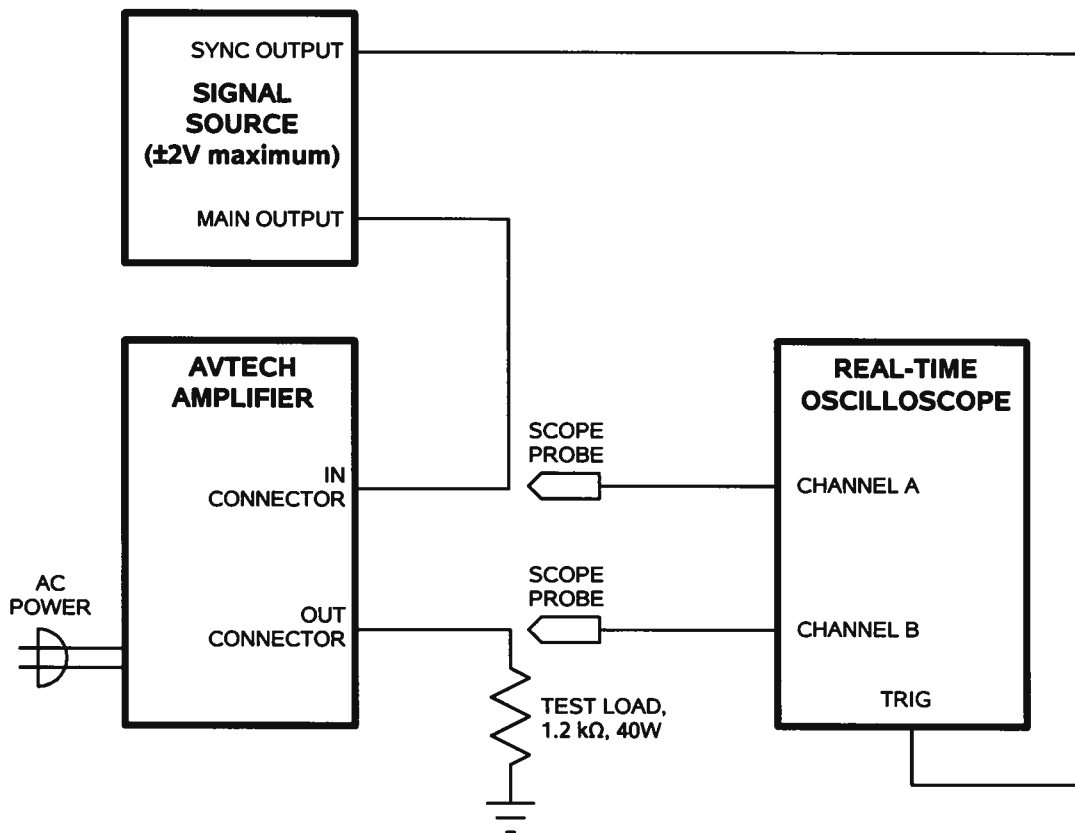 SYNC OUTPUT
SIGNAL
SOURCE
(±2V maximum)
MAIN OUTPUT
AVTECH
AMPLIFIER
IN
CONNECTOR
OUT
CONNECTOR
AC
POWER
SCOPE
PROBE
SCOPE
PROBE
TEST LOAD,
1.2 kΩ, 40W
REAL-TIME
OSCILLOSCOPE
CHANNEL A
CHANNEL B
TRIG